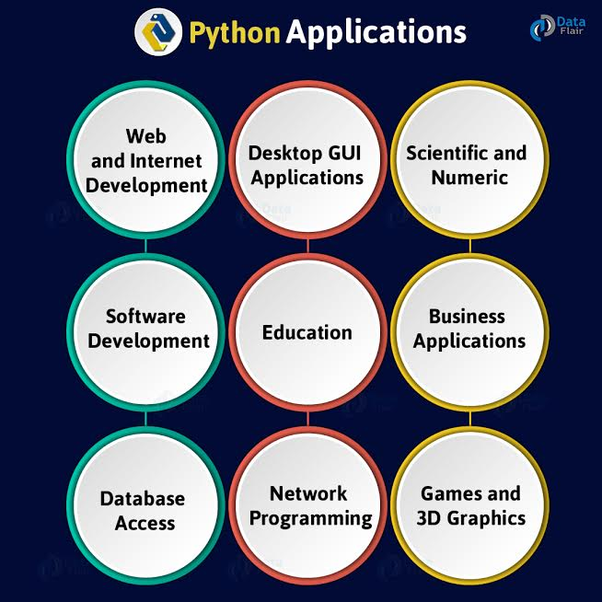 Python Applications
Data
Flair
Web
and Internet
Development
Desktop GUI
Applications
Scientific and
Numeric
Software
Development
Education
Business
Applications
Database
Access
Network
Programming
Games and
3D Graphics